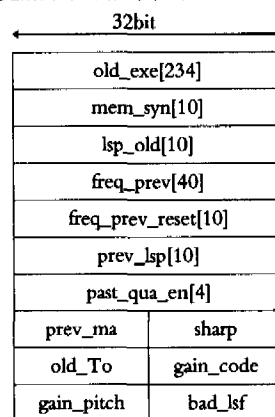 32bit
old_exe[234]
mem_syn[10]
lsp_old[10]
freq_prev[40]
freq_prev_reset[10]
prev_lsp[10]
past_qua_en[4]
prev_ma sharp
old_To gain_code
gain_pitch bad_lsf